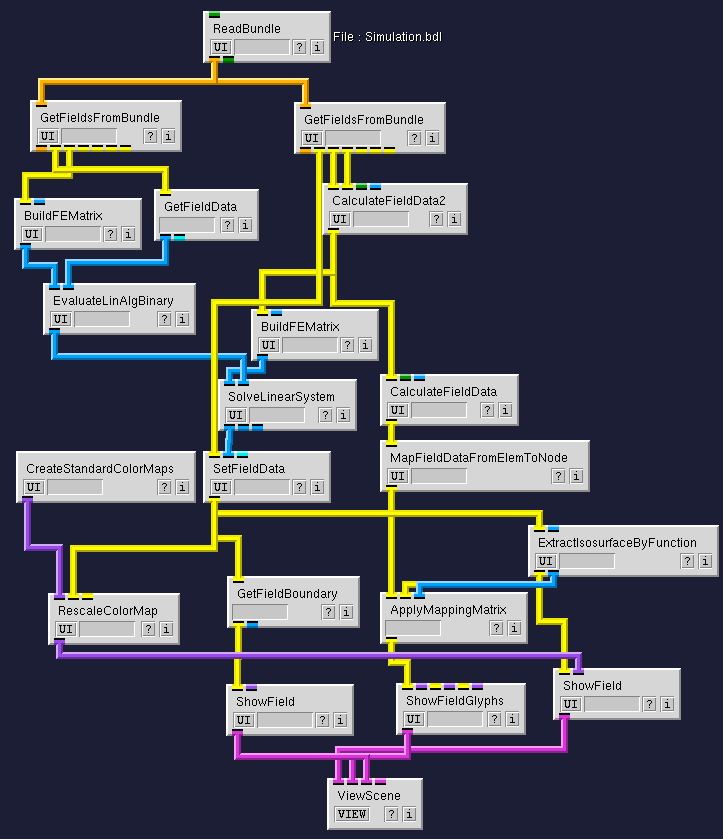 ReadBundle
UI ? i
File : Simulation.bdl
GetFieldsFromBundle
UI ? i
GetFieldsFromBundle
UI ? i
BuildFEMatrix
UI ? i
GetFieldData
? i
CalculateFieldData2
UI ? i
EvaluateLinAlgBinary
UI ? i
BuildFEMatrix
UI ? i
SolveLinearSystem
UI ? i
CalculateFieldData
UI ? i
CreateStandardColorMaps
UI ? i
SetFieldData
UI ? i
MapFieldDataFromElemToNode
UI ? i
ExtractIsosurfaceByFunction
UI ? i
RescaleColorMap
UI ? i
GetFieldBoundary
? i
ApplyMappingMatrix
? i
ShowField
UI ? i
ShowFieldGlyphs
UI ? i
ShowField
UI ? i
ViewScene
VIEW ? i